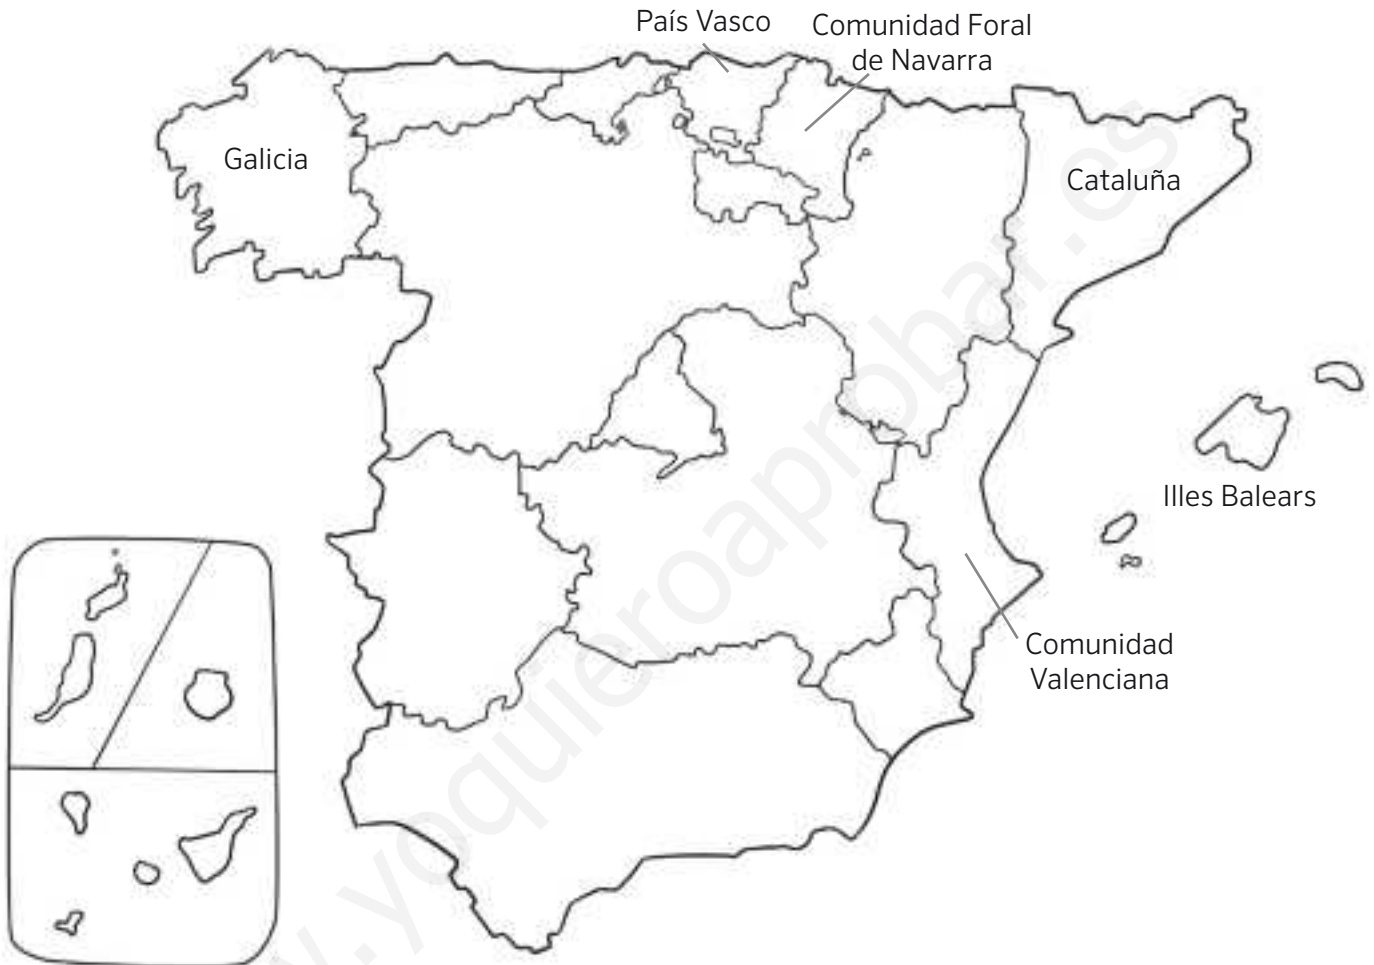 País Vasco
Comunidad Foral
de Navarra
Galicia
Cataluña
Illes Balears
Comunidad
Valenciana
www.yoquieroaprobar.es